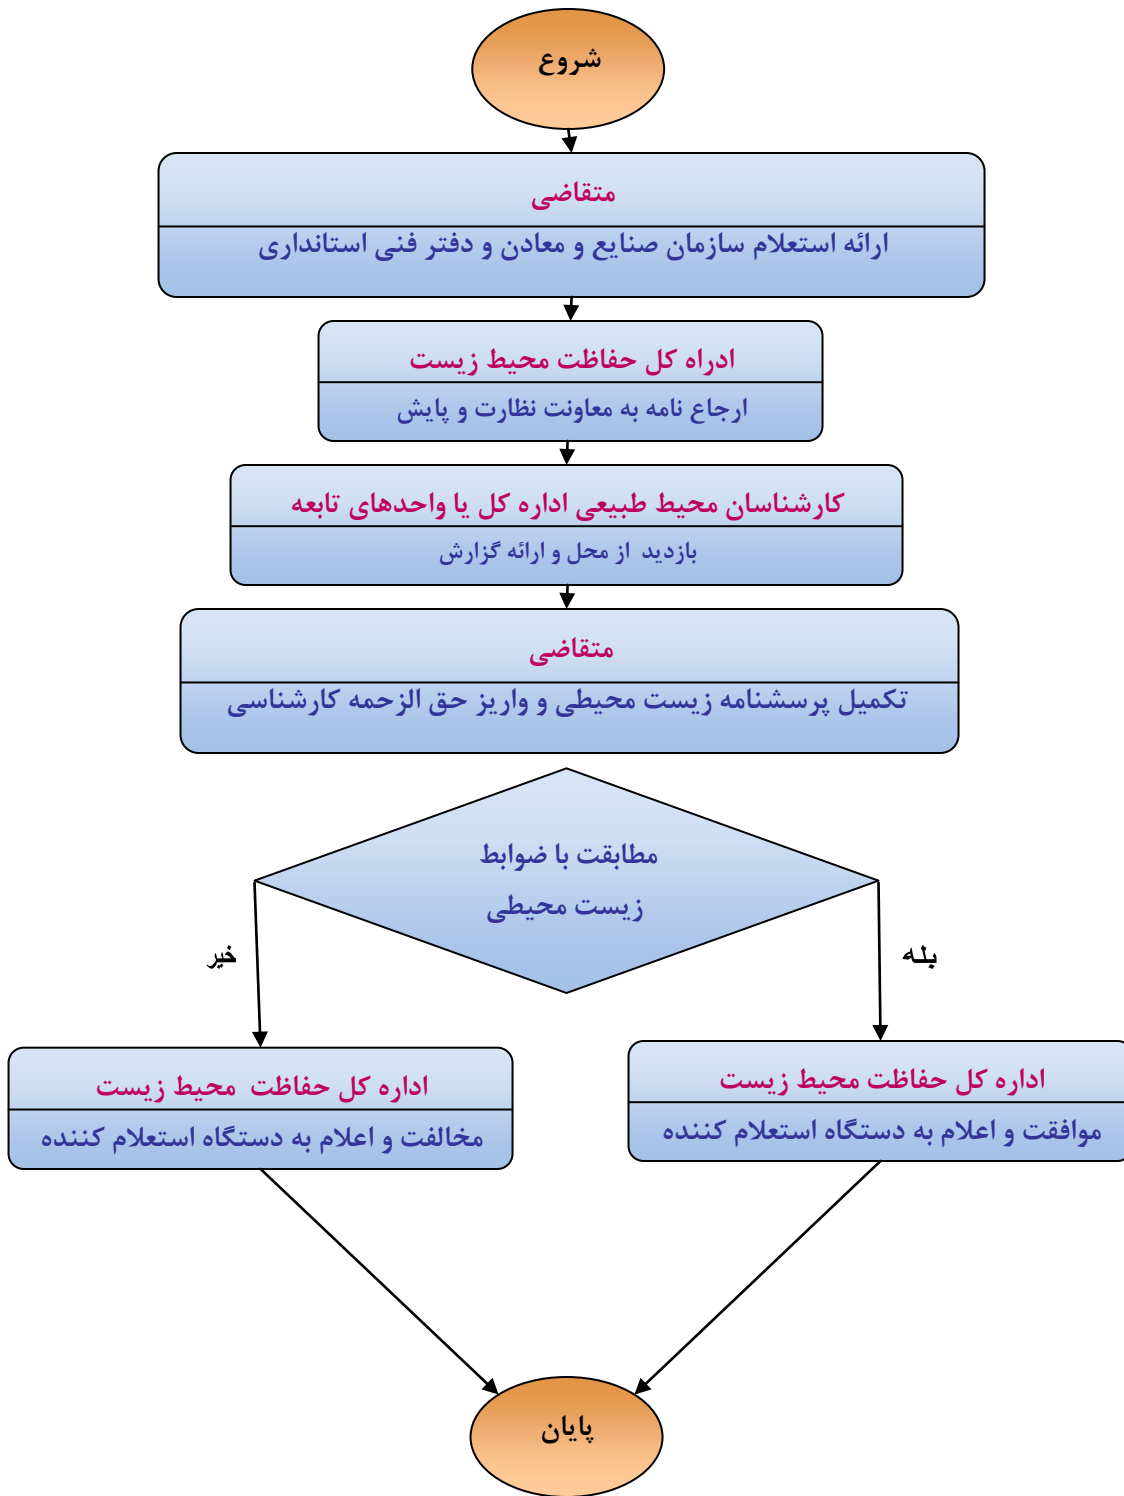 شروع
متقاضی
ارائه استعلام سازمان صنایع و معادن و دفتر فنی استانداری
ادراه کل حفاظت محیط زیست
ارجاع نامه به معاونت نظارت و پایش
کارشناسان محیط طبیعی اداره کل یا واحدهای تابعه
بازدید از محل و ارائه گزارش
متقاضی
تکمیل پرسشنامه زیست محیطی و واریز حق الزحمه کارشناسی
مطابقت با ضوابط
زیست محیطی
بله
خیر
اداره کل حفاظت محیط زیست
موافقت و اعلام به دستگاه استعلام کننده
اداره کل حفاظت محیط زیست
مخالفت و اعلام به دستگاه استعلام کننده
پایان